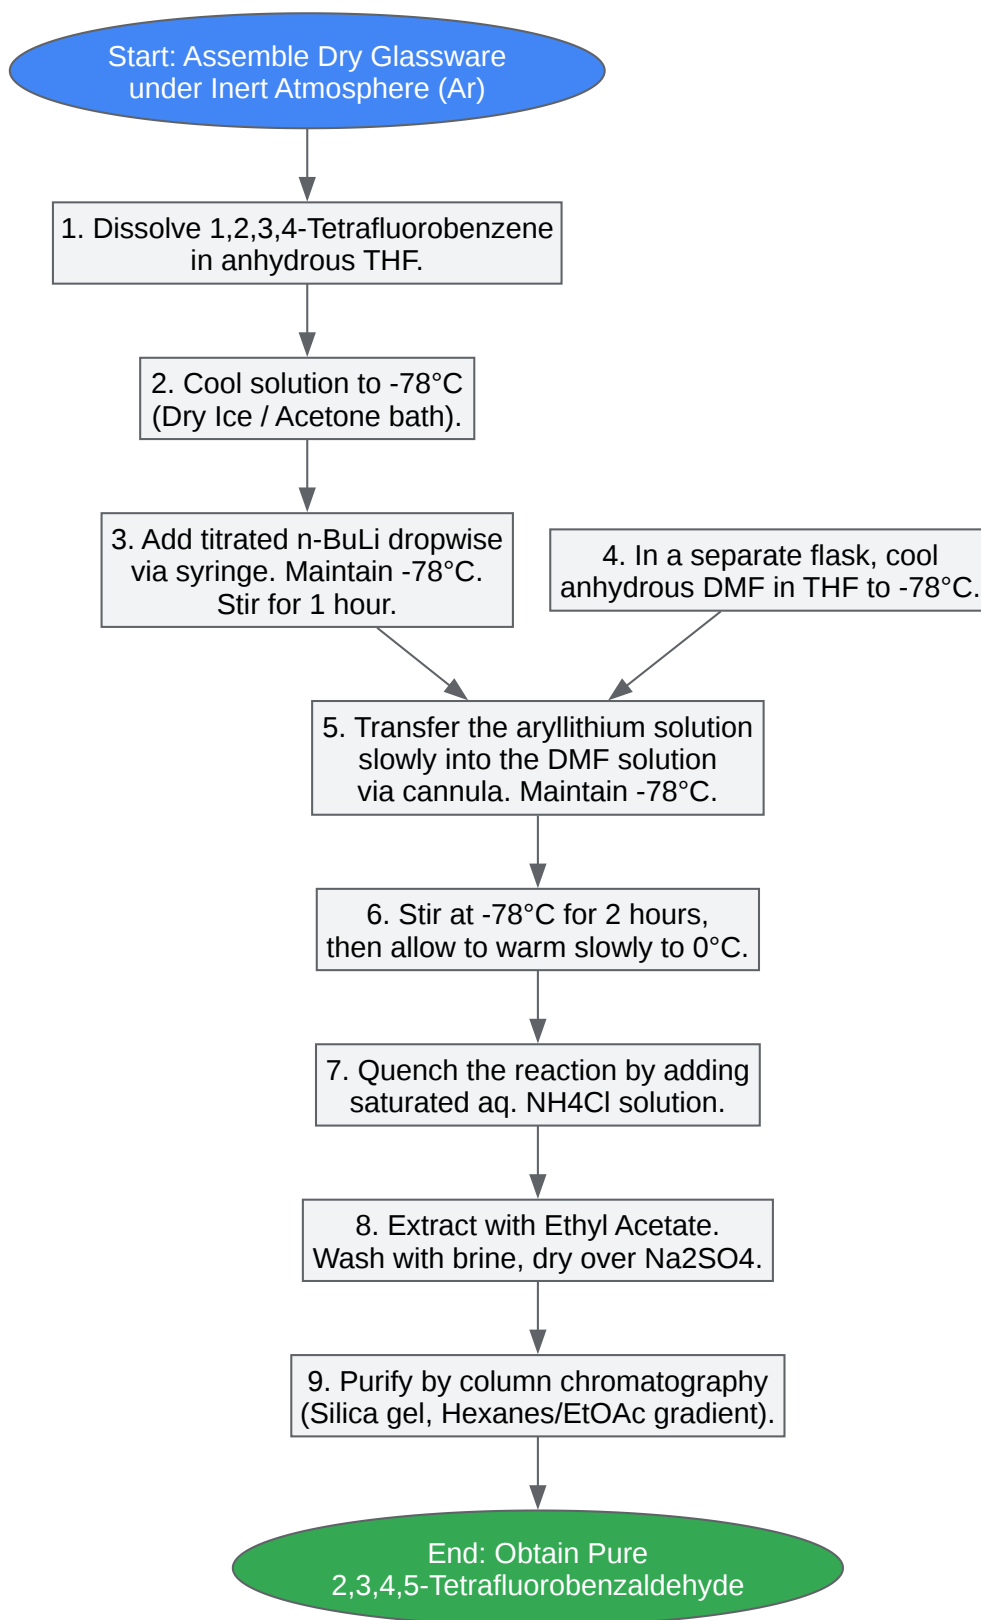 Start: Assemble Dry Glassware
under Inert Atmosphere (Ar)
1. Dissolve 1,2,3,4-Tetrafluorobenzene
in anhydrous THF.
2. Cool solution to -78°C
(Dry Ice / Acetone bath).
3. Add titrated n-BuLi dropwise
via syringe. Maintain -78°C.
Stir for 1 hour.
4. In a separate flask, cool
anhydrous DMF in THF to -78°C.
5. Transfer the aryllithium solution
slowly into the DMF solution
via cannula. Maintain -78°C.
6. Stir at -78°C for 2 hours,
then allow to warm slowly to 0°C.
7. Quench the reaction by adding
saturated aq. NH4Cl solution.
8. Extract with Ethyl Acetate.
Wash with brine, dry over Na2SO4.
9. Purify by column chromatography
(Silica gel, Hexanes/EtOAc gradient).
End: Obtain Pure
2,3,4,5-Tetrafluorobenzaldehyde